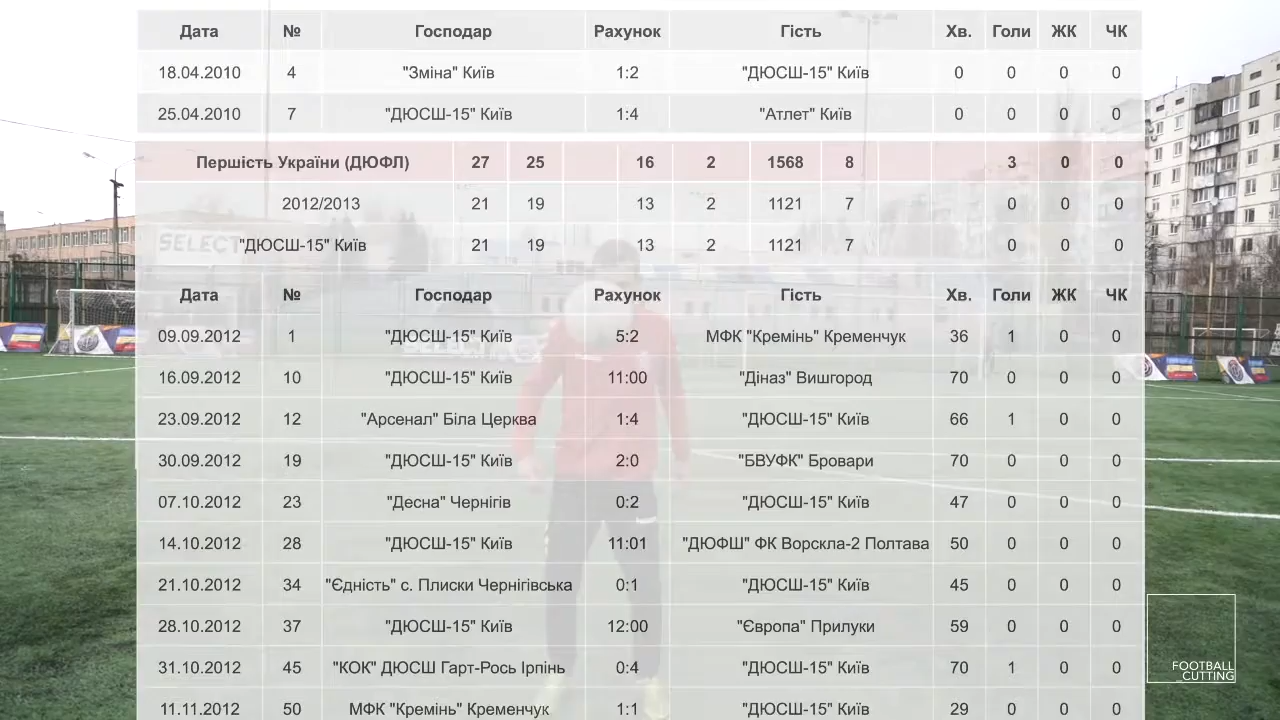 Дата № Господар Рахунок Гість Хв. Голи ЖК ЧК
18.04.2010 4 "Зміна" Київ 1:2 "ДЮСШ-15" Київ 0 0 0 0
25.04.2010 7 "ДЮСШ-15" Київ 1:4 "Атлет" Київ 0 0 0 0
Першість України (ДЮФЛ) 27 25 16 2 1568 8 3 0 0
2012/2013 21 19 13 2 1121 7 0 0 0
"ДЮСШ-15" Київ 21 19 13 2 1121 7 0 0 0
SELECT
Дата № Господар Рахунок Гість Хв. Голи ЖК ЧК
09.09.2012 1 "ДЮСШ-15" Київ 5:2 МФК "Кремінь" Кременчук 36 1 0 0
16.09.2012 10 "ДЮСШ-15" Київ 11:00 "Діназ" Вишгород 70 0 0 0
23.09.2012 12 "Арсенал" Біла Церква 1:4 "ДЮСШ-15" Київ 66 1 0 0
30.09.2012 19 "ДЮСШ-15" Київ 2:0 "БВУФК" Бровари 70 0 0 0
07.10.2012 23 "Десна" Чернігів 0:2 "ДЮСШ-15" Київ 47 0 0 0
14.10.2012 28 "ДЮСШ-15" Київ 11:01 "ДЮФШ" ФК Ворскла-2 Полтава 50 0 0 0
21.10.2012 34 "Єдність" с. Плиски Чернігівська 0:1 "ДЮСШ-15" Київ 45 0 0 0
28.10.2012 37 "ДЮСШ-15" Київ 12:00 "Європа" Прилуки 59 0 0 0
31.10.2012 45 "КОК" ДЮСШ Гарт-Рось Ірпінь 0:4 "ДЮСШ-15" Київ 70 1 0 0
11.11.2012 50 МФК "Кремінь" Кременчук 1:1 "ДЮСШ-15" Київ 29 0 0 0
FOOTBALL
_CUTTING